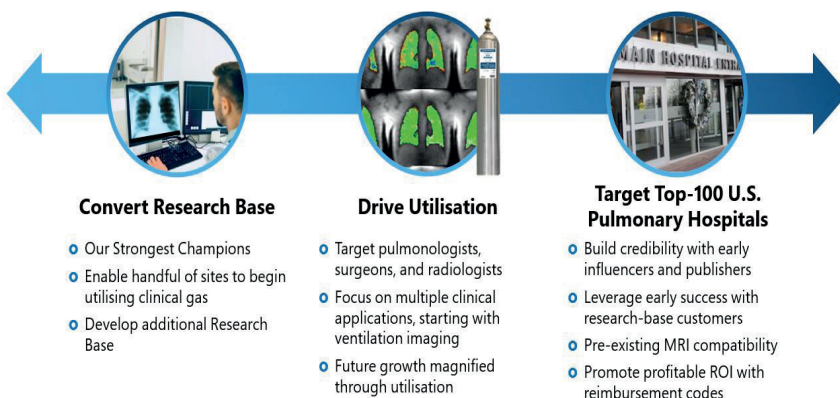 MAIN HOSPITAL ENTRA
Convert Research Base
Our Strongest Champions
Enable handful of sites to begin
utilising clinical gas
Develop additional Research
Base
Drive Utilisation
Target pulmonologists,
surgeons, and radiologists
Focus on multiple clinical
applications, starting with
ventilation imaging
Future growth magnified
through utilisation
Target Top-100 U.S.
Pulmonary Hospitals
Build credibility with early
influencers and publishers
Leverage early success with
research-base customers
Pre-existing MRI compatibility
Promote profitable ROI with
reimbursement codes